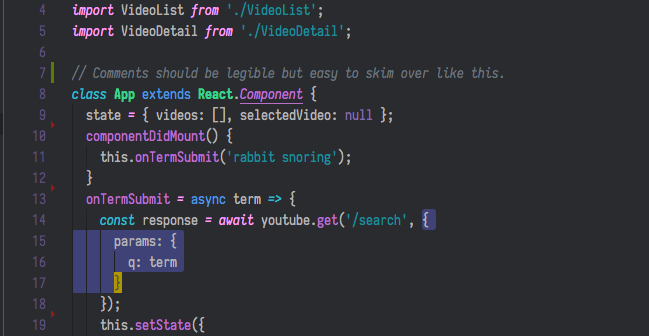 4 import VideoList from './VideoList';
5 import VideoDetail from './VideoDetail';
6
7 // Comments should be legible but easy to skim over like this.
8 class App extends React.Component {
9 state = { videos: [], selectedVideo: null };
10 componentDidMount() {
11 this.onTermSubmit('rabbit snoring');
12 }
13 onTermSubmit = async term => {
14 const response = await youtube.get('/search', {
15 params: {
16 q: term
17 }
18 });
19 this.setState({